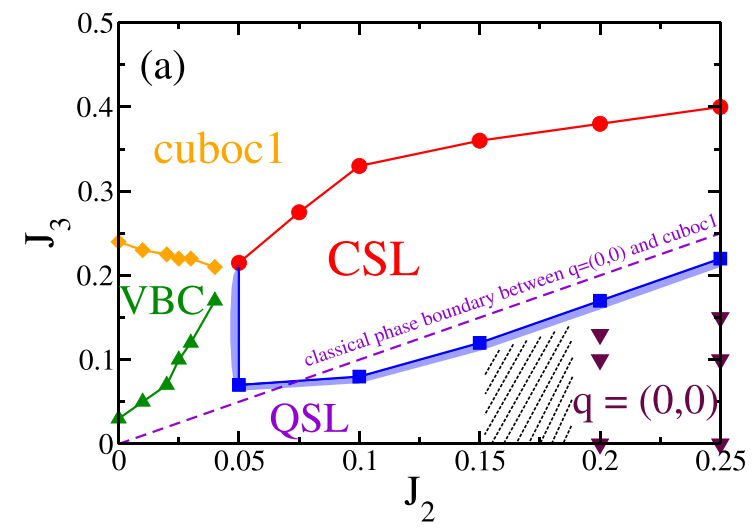 0.5
(a)
0.4
cuboc1
0.3
J3
CSL
0.2
VBC
classical phase boundary between q=(0,0) and cuboc1
0.1
QSL
q = (0,0)
0
0
0.05
0.1
0.15
0.2
0.25
J2